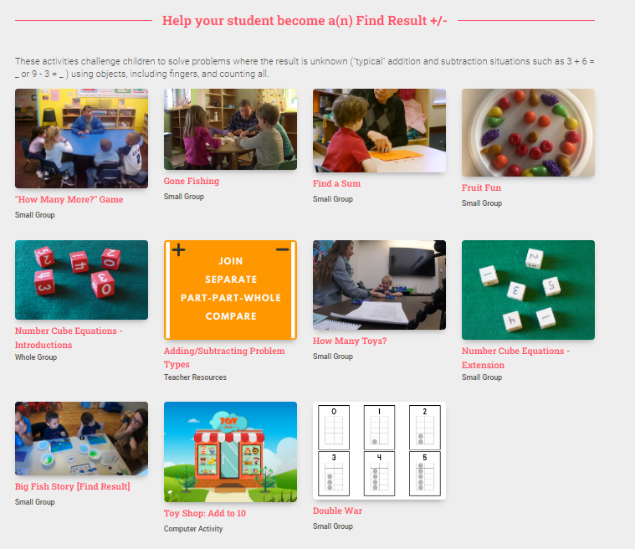 Help your student become a(n) Find Result +/-
These activities challenge children to solve problems where the result is unknown ("typical" addition and subtraction situations such as 3 + 6 =
_ or 9 - 3 = _ ) using objects, including fingers, and counting all.
"How Many More?" Game
Small Group
Gone Fishing
Small Group
Find a Sum
Small Group
Fruit Fun
Small Group
Number Cube Equations -
Introductions
Whole Group
+ −
JOIN
SEPARATE
PART-PART-WHOLE
COMPARE
Adding/Subtracting Problem
Types
Teacher Resources
How Many Toys?
Small Group
Number Cube Equations -
Extension
Small Group
Big Fish Story [Find Result]
Small Group
TOY
Toy Shop: Add to 10
Computer Activity
0 1 2
3 4 5
Double War
Small Group